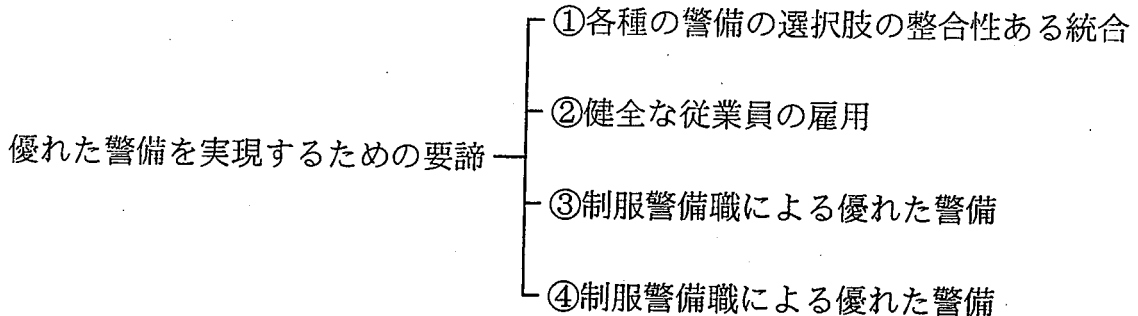 ①各種の警備の選択肢の整合性ある統合
②健全な従業員の雇用
優れた警備を実現するための要諦
③制服警備職による優れた警備
④制服警備職による優れた警備